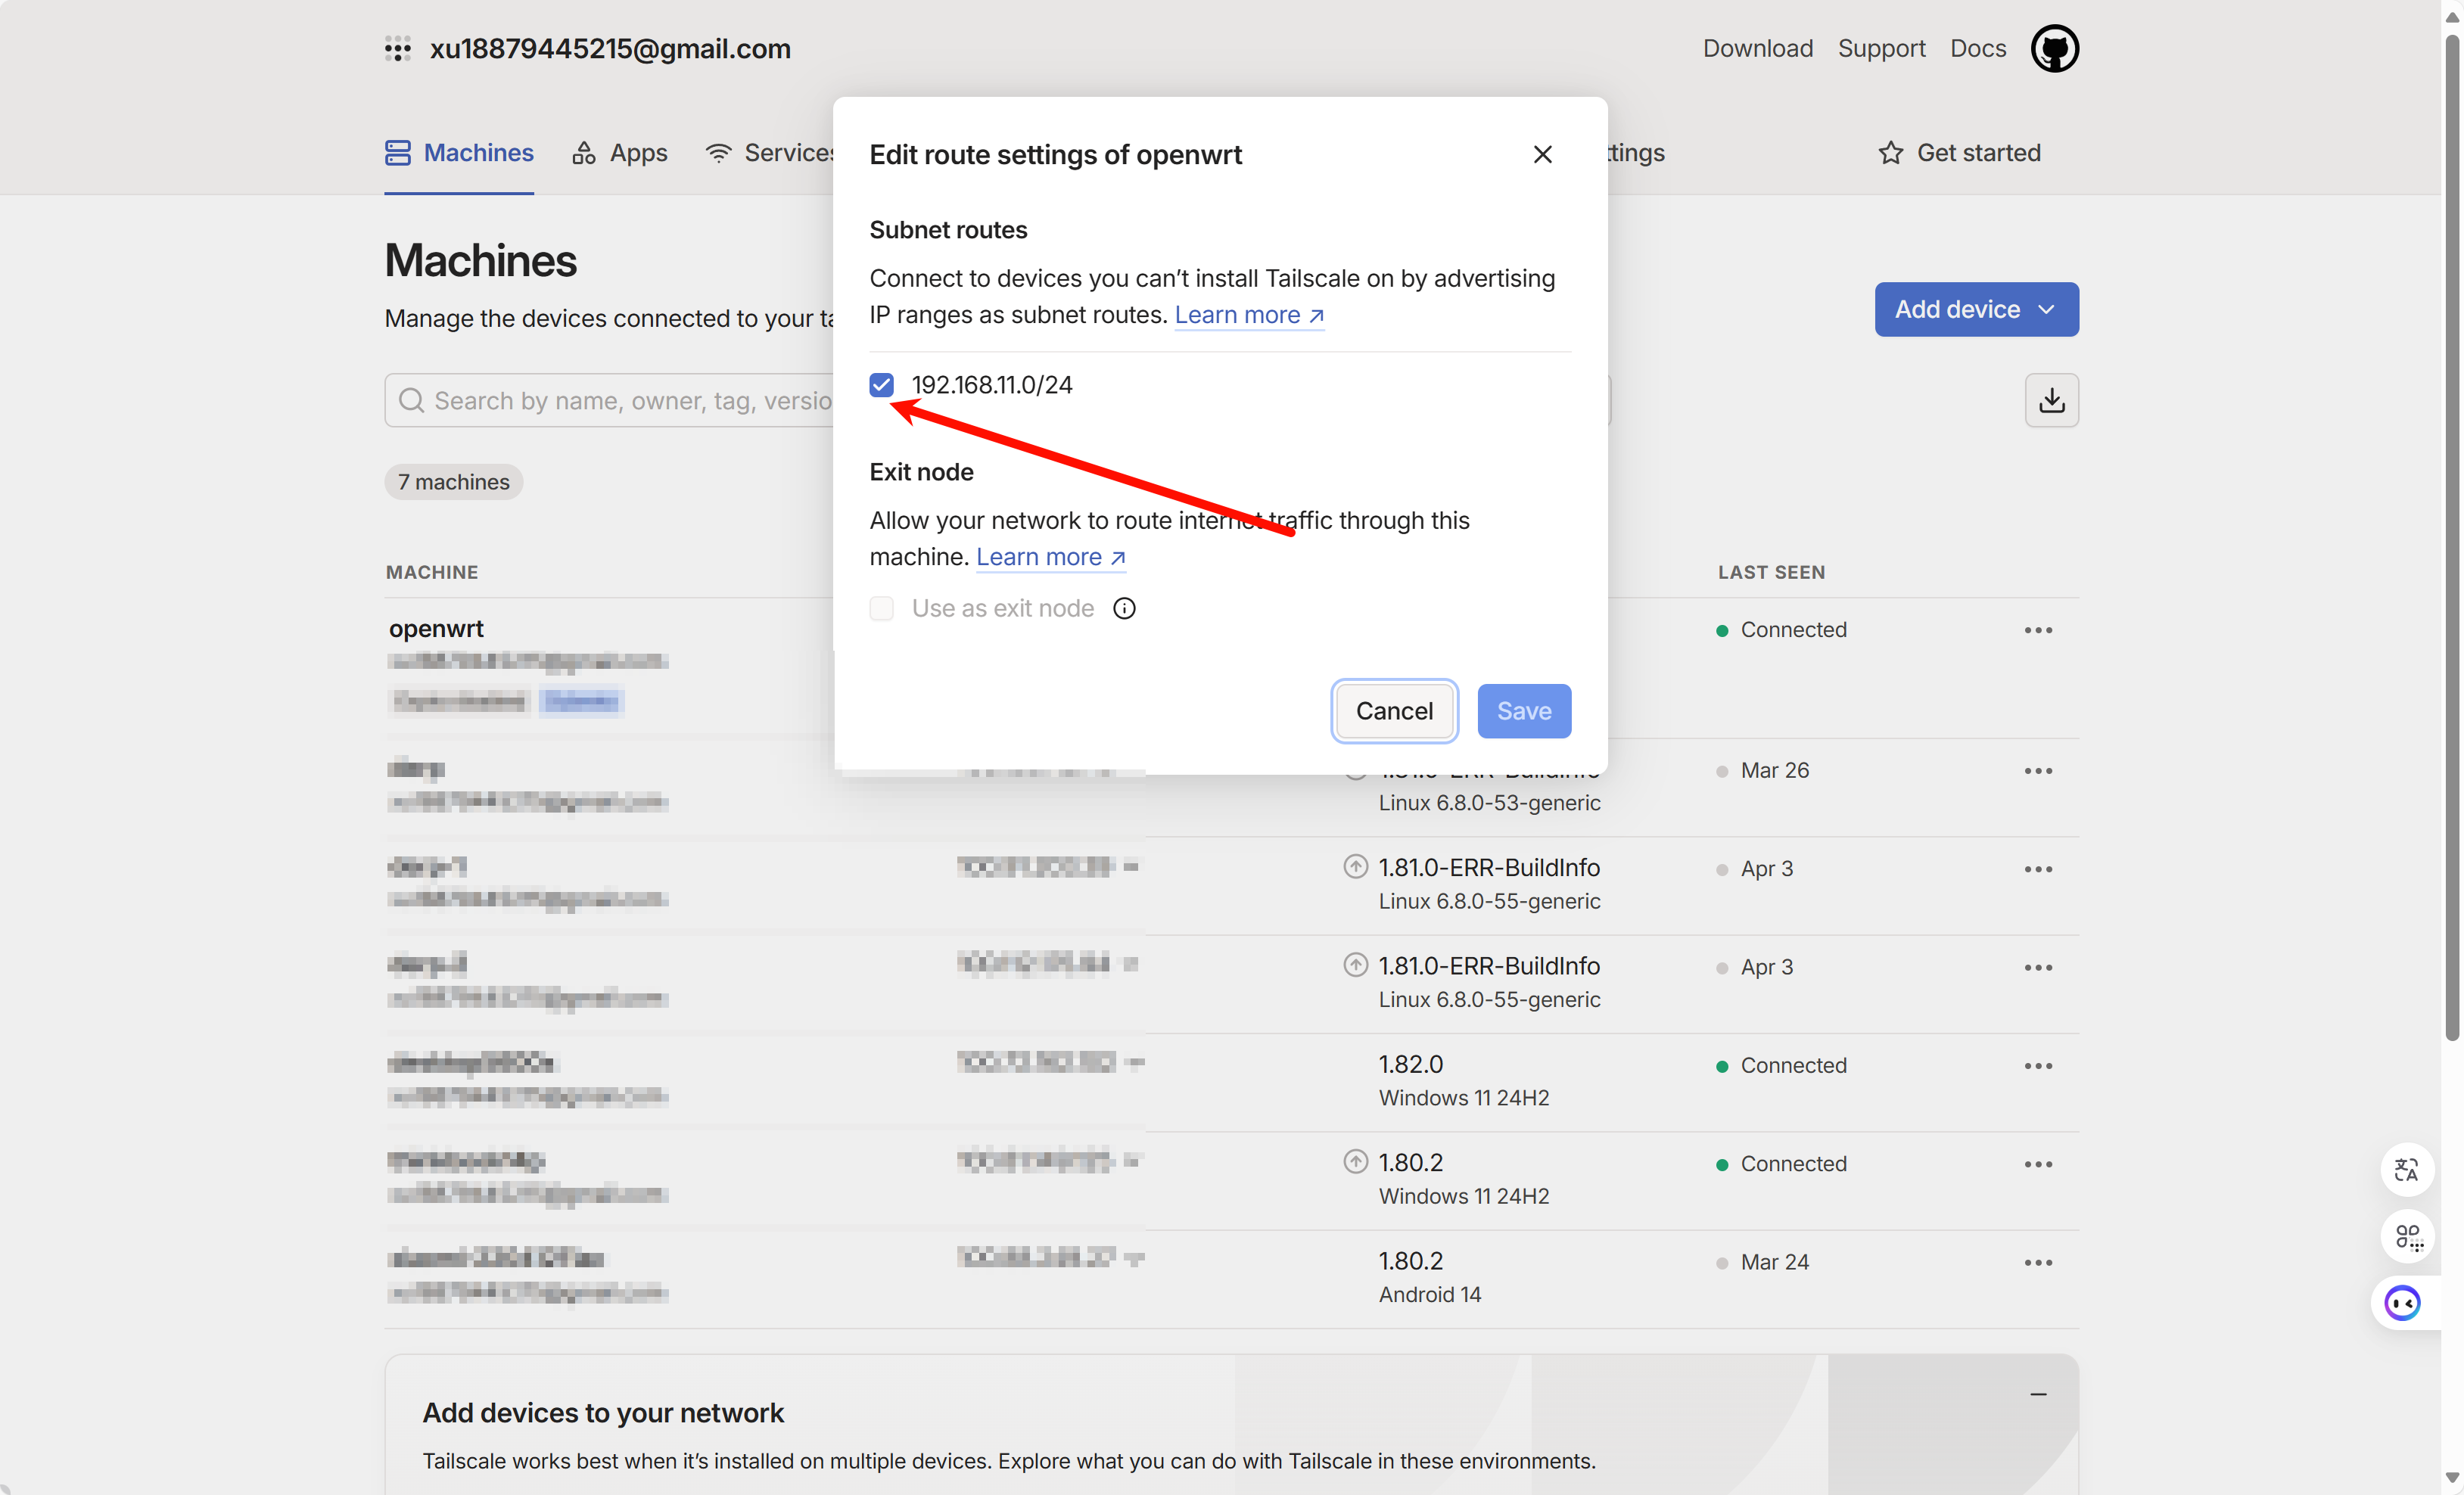 xu18879445215@gmail.com
Download Support Docs
Machines Apps Services
ttings
Get started
Edit route settings of openwrt
Subnet routes
Connect to devices you can’t install Tailscale on by advertising
IP ranges as subnet routes. Learn more ↗
192.168.11.0/24
Exit node
Allow your network to route internet traffic through this
machine. Learn more ↗
Use as exit node
Cancel Save
Machines
Manage the devices connected to your
Add device
Search by name, owner, tag, versio
7 machines
MACHINE
LAST SEEN
openwrt
Connected
Mar 26
Linux 6.8.0-53-generic
1.81.0-ERR-BuildInfo
Apr 3
Linux 6.8.0-55-generic
1.81.0-ERR-BuildInfo
Apr 3
Linux 6.8.0-55-generic
1.82.0
Connected
Windows 11 24H2
1.80.2
Connected
Windows 11 24H2
1.80.2
Mar 24
Android 14
Add devices to your network
Tailscale works best when it’s installed on multiple devices. Explore what you can do with Tailscale in these environments.